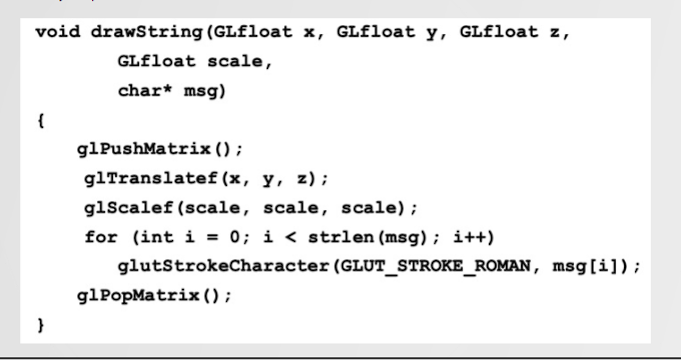 void drawString(GLfloat x, GLfloat y, GLfloat z,
GLfloat scale,
char* msg)
{
glPushMatrix();
glTranslatef(x, y, z);
glScalef(scale, scale, scale);
for (int i = 0; i < strlen(msg); i++)
glutStrokeCharacter(GLUT_STROKE_ROMAN, msg[i]);
glPopMatrix();
}